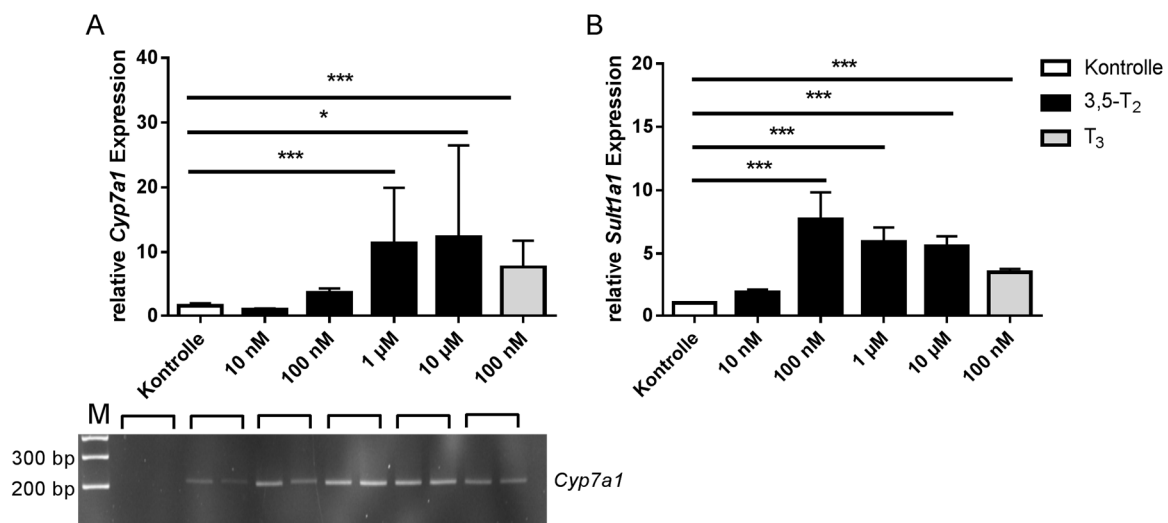 A
relative Cyp7a1 Expression
40
30
20
10
0
***
*
***
Kontrolle
10 nM
100 nM
1 µM
10 µM
100 nM
B
relative Sult1a1 Expression
20
15
10
5
0
***
***
***
***
Kontrolle
10 nM
100 nM
1 µM
10 µM
100 nM
Kontrolle
3,5-T₂
T₃
M
300 bp
200 bp
Cyp7a1